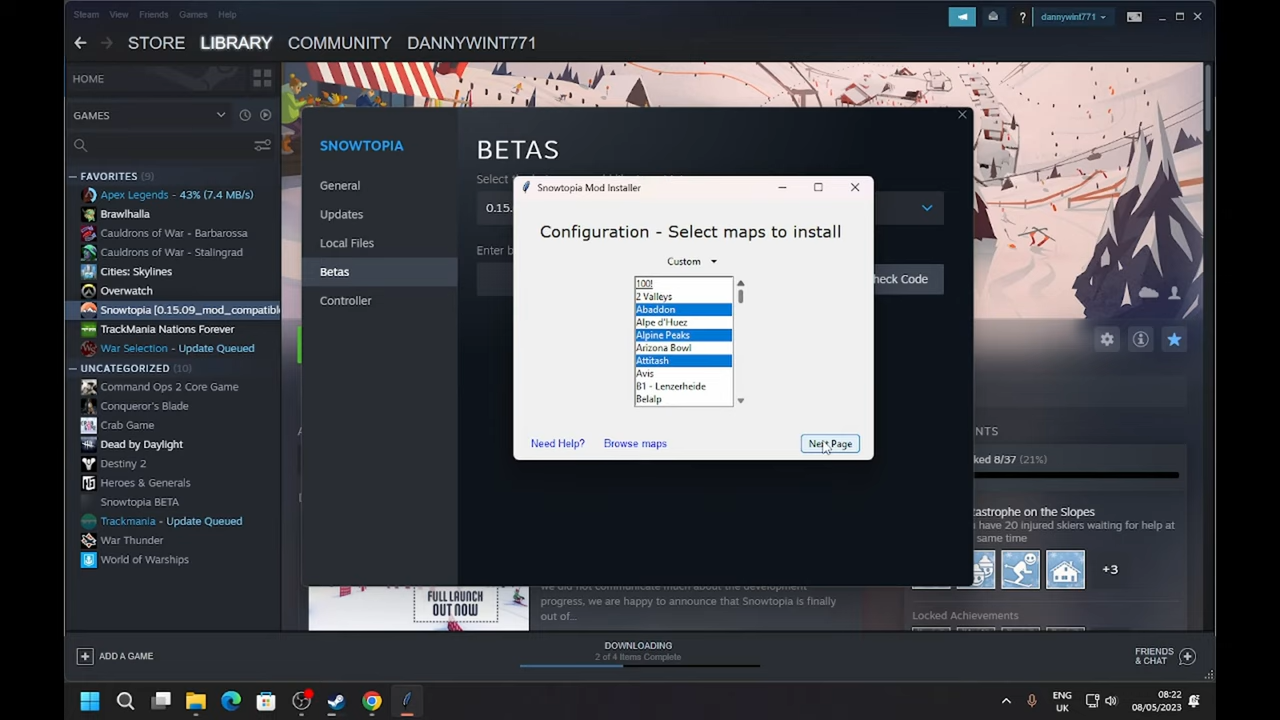 Steam View Friends Games Help
dannywint771
STORE LIBRARY COMMUNITY DANNYWINT771
HOME
GAMES
FAVORITES (9)
Apex Legends - 43% (7.4 MB/s)
Brawlhalla
Cauldrons of War - Barbarossa
Cauldrons of War - Stalingrad
Cities: Skylines
Overwatch
Snowtopia [0.15.09_mod_compatibl
TrackMania Nations Forever
War Selection - Update Queued
UNCATEGORIZED (10)
Command Ops 2 Core Game
Conqueror's Blade
Crab Game
Dead by Daylight
Destiny 2
Heroes & Generals
Snowtopia BETA
Trackmania - Update Queued
War Thunder
World of Warships
SNOWTOPIA
General
Updates
Local Files
Betas
Controller
BETAS
Select
0.15.
Enter b
heck Code
Snowtopia Mod Installer
Configuration - Select maps to install
Custom
100!
2 Valleys
Abaddon
Alpe d'Huez
Alpine Peaks
Arizona Bowl
Attitash
Avis
B1 - Lenzerheide
Belalp
Need Help? Browse maps
Next Page
NTS
ked 8/37 (21%)
tastrophe on the Slopes
have 20 injured skiers waiting for help at
same time
+3
Locked Achievements
FULL LAUNCH
OUT NOW
we did not communicate much about the development
progress, we are happy to announce that Snowtopia is finally
out of...
ADD A GAME
DOWNLOADING
2 of 4 Items Complete
FRIENDS
& CHAT
ENG
UK
08:22
08/05/2023